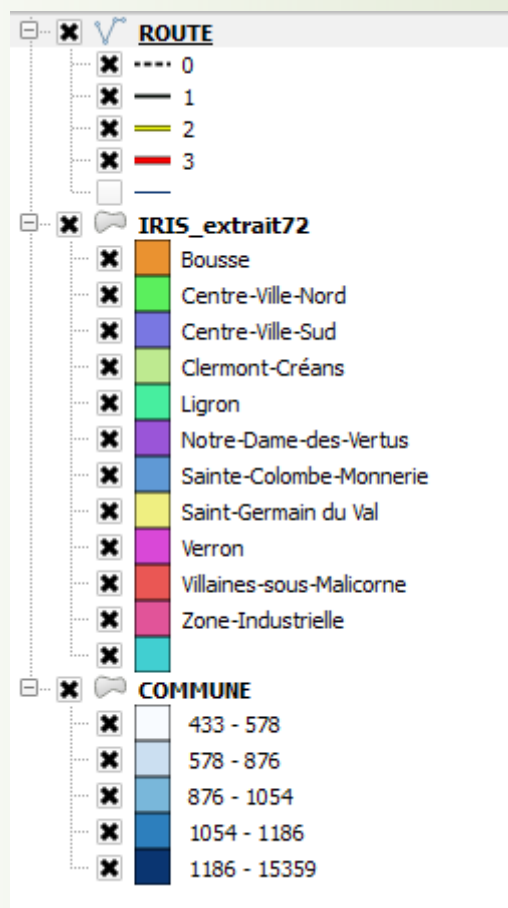 ROUTE
0
1
2
3
IRIS_extrait72
Bousse
Centre-Ville-Nord
Centre-Ville-Sud
Clermont-Créans
Ligron
Notre-Dame-des-Vertus
Sainte-Colombe-Monnerie
Saint-Germain du Val
Verron
Villaines-sous-Malicorne
Zone-Industrielle
COMMUNE
433 - 578
578 - 876
876 - 1054
1054 - 1186
1186 - 15359